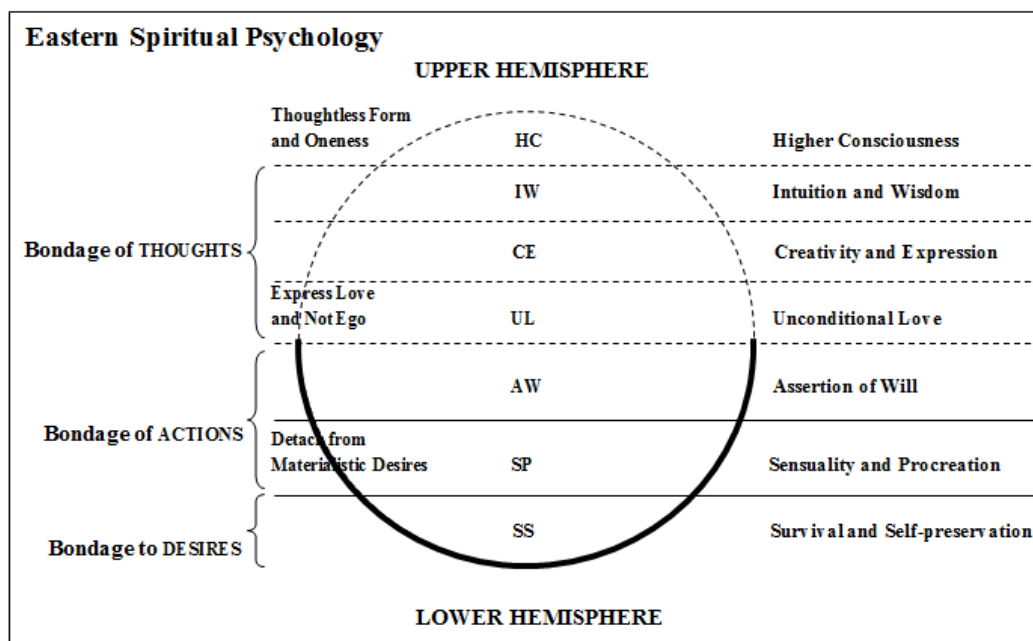 Eastern Spiritual Psychology
UPPER HEMISPHERE
Thoughtless Form
and Oneness
HC
Higher Consciousness
IW
Intuition and Wisdom
Bondage of THOUGHTS
CE
Creativity and Expression
Express Love
and Not Ego
UL
Unconditional Love
AW
Assertion of Will
Bondage of ACTIONS
Detach from
Materialistic Desires
SP
Sensuality and Procreation
SS
Survival and Self-preservation
Bondage to DESIRES
LOWER HEMISPHERE